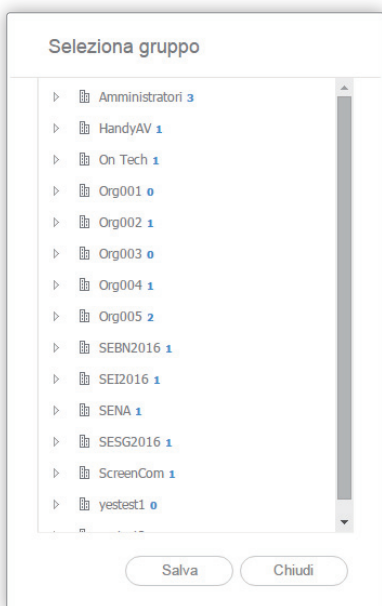 Seleziona gruppo
Amministratori 3
HandyAV 1
On Tech 1
Org001 0
Org002 1
Org003 0
Org004 1
Org005 2
SEBN2016 1
SEI2016 1
SENA 1
SESG2016 1
ScreenCom 1
yestest1 0
Salva
Chiudi